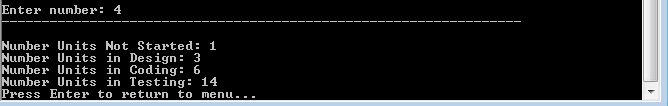 Enter number: 4
-----------------------------------------------------------------
Number Units Not Started: 1
Number Units in Design: 3
Number Units in Coding: 6
Number Units in Testing: 14
Press Enter to return to menu...